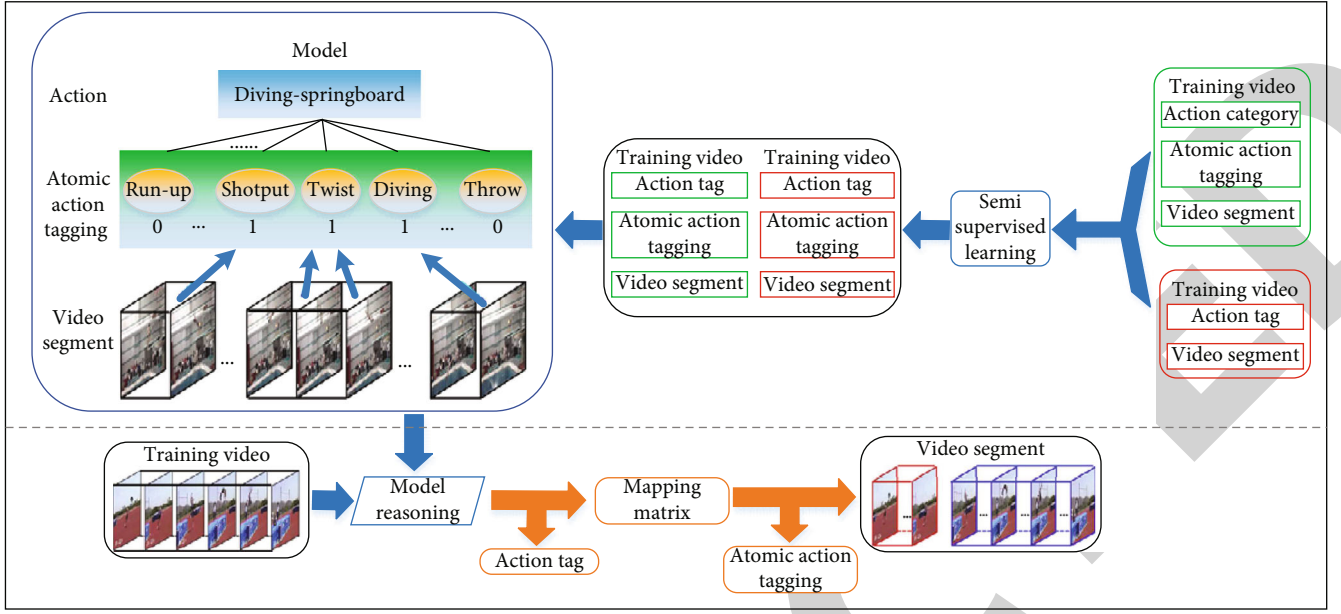 Model
Action
Diving-springboard
......
Atomic
action
tagging
Run-up
Shotput
Twist
Diving
Throw
0 ... 1 1 1 ... 0
Video
segment
... ...
Training video
Action tag
Atomic action
tagging
Video segment
Training video
Action tag
Atomic action
tagging
Video segment
Semi
supervised
learning
Training video
Action category
Atomic action
tagging
Video segment
Training video
Action tag
Video segment
Training video
Model
reasoning
Action tag
Mapping
matrix
Atomic action
tagging
Video segment
... ... ... ...